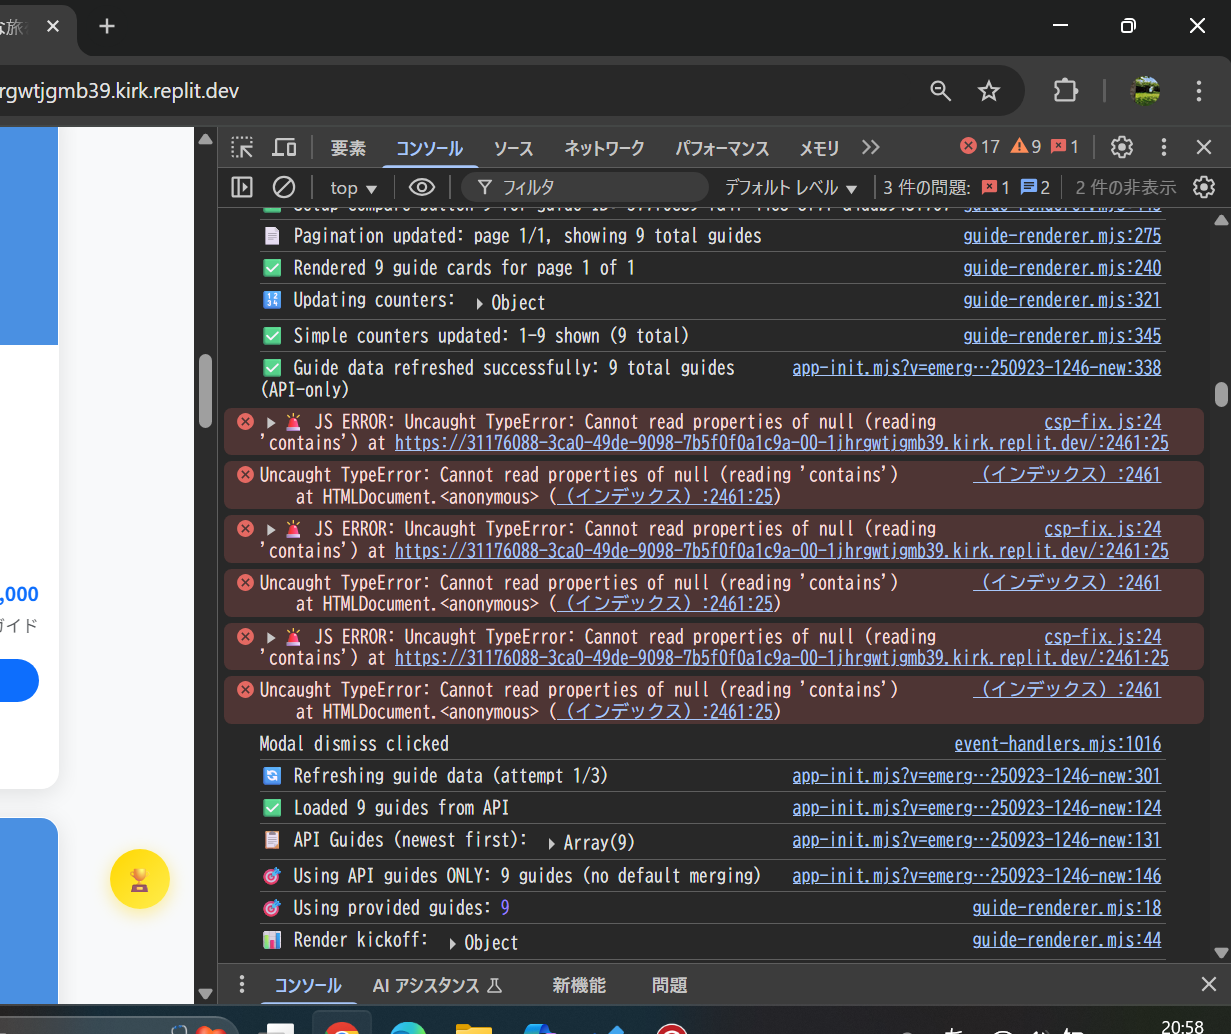 rgwtjgmb39.kirk.replit.dev
要素 コンソール ソース ネットワーク パフォーマンス メモリ 17 9 1
top フィルタ デフォルト レベル 3 件の問題: 1 2 2 件の非表示
Pagination updated: page 1/1, showing 9 total guides guide-renderer.mjs:275
Rendered 9 guide cards for page 1 of 1 guide-renderer.mjs:240
Updating counters: Object guide-renderer.mjs:321
Simple counters updated: 1-9 shown (9 total) guide-renderer.mjs:345
Guide data refreshed successfully: 9 total guides app-init.mjs?v=emerg…250923-1246-new:338
(API-only)
JS ERROR: Uncaught TypeError: Cannot read properties of null (reading csp-fix.js:24
'contains') at https://31176088-3ca0-49de-9098-7b5f0f0a1c9a-00-1jhrgwtjgmb39.kirk.replit.dev/:2461:25
Uncaught TypeError: Cannot read properties of null (reading 'contains') (インデックス):2461
at HTMLDocument.<anonymous> ((インデックス):2461:25)
JS ERROR: Uncaught TypeError: Cannot read properties of null (reading csp-fix.js:24
'contains') at https://31176088-3ca0-49de-9098-7b5f0f0a1c9a-00-1jhrgwtjgmb39.kirk.replit.dev/:2461:25
Uncaught TypeError: Cannot read properties of null (reading 'contains') (インデックス):2461
at HTMLDocument.<anonymous> ((インデックス):2461:25)
JS ERROR: Uncaught TypeError: Cannot read properties of null (reading csp-fix.js:24
'contains') at https://31176088-3ca0-49de-9098-7b5f0f0a1c9a-00-1jhrgwtjgmb39.kirk.replit.dev/:2461:25
Uncaught TypeError: Cannot read properties of null (reading 'contains') (インデックス):2461
at HTMLDocument.<anonymous> ((インデックス):2461:25)
Modal dismiss clicked event-handlers.mjs:1016
Refreshing guide data (attempt 1/3) app-init.mjs?v=emerg…250923-1246-new:301
Loaded 9 guides from API app-init.mjs?v=emerg…250923-1246-new:124
API Guides (newest first): Array(9) app-init.mjs?v=emerg…250923-1246-new:131
Using API guides ONLY: 9 guides (no default merging) app-init.mjs?v=emerg…250923-1246-new:146
Using provided guides: 9 guide-renderer.mjs:18
Render kickoff: Object guide-renderer.mjs:44
,000
ガイド
コンソール AI アシスタンス 新機能 問題
20:58